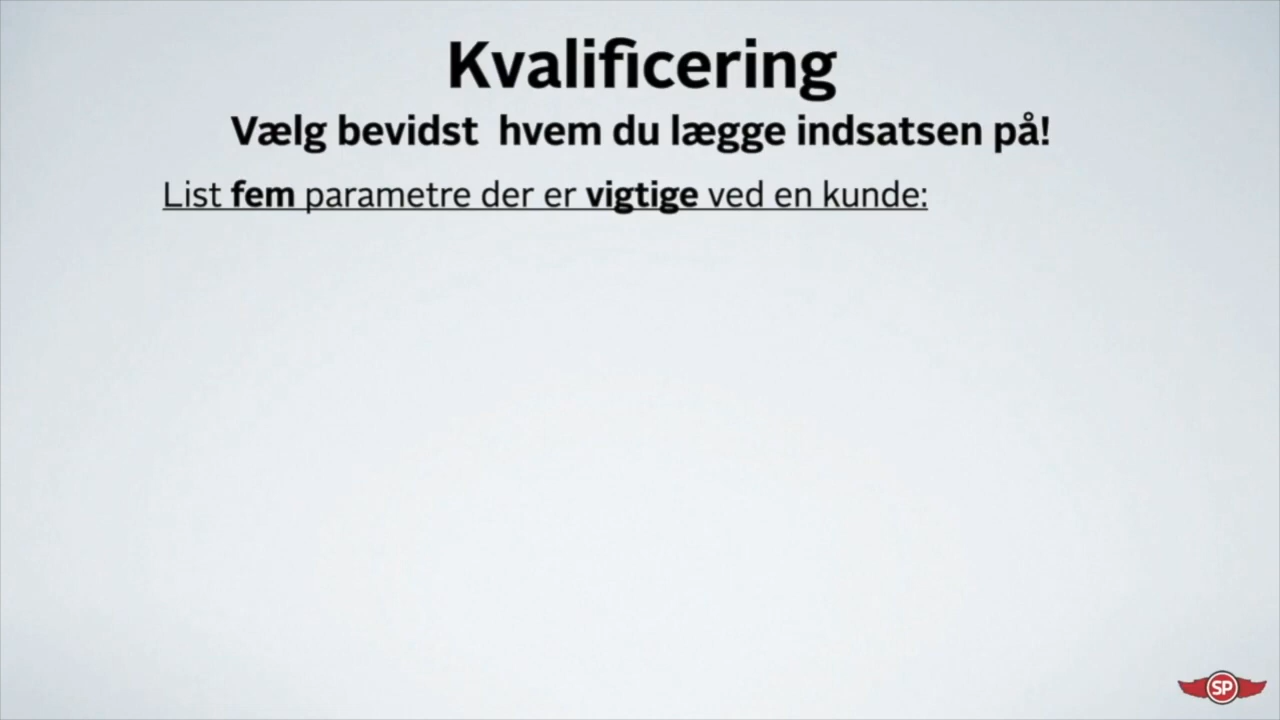 Kvalificering
Vælg bevidst  hvem du lægge indsatsen på!
List fem parametre der er vigtige ved en kunde:
SP